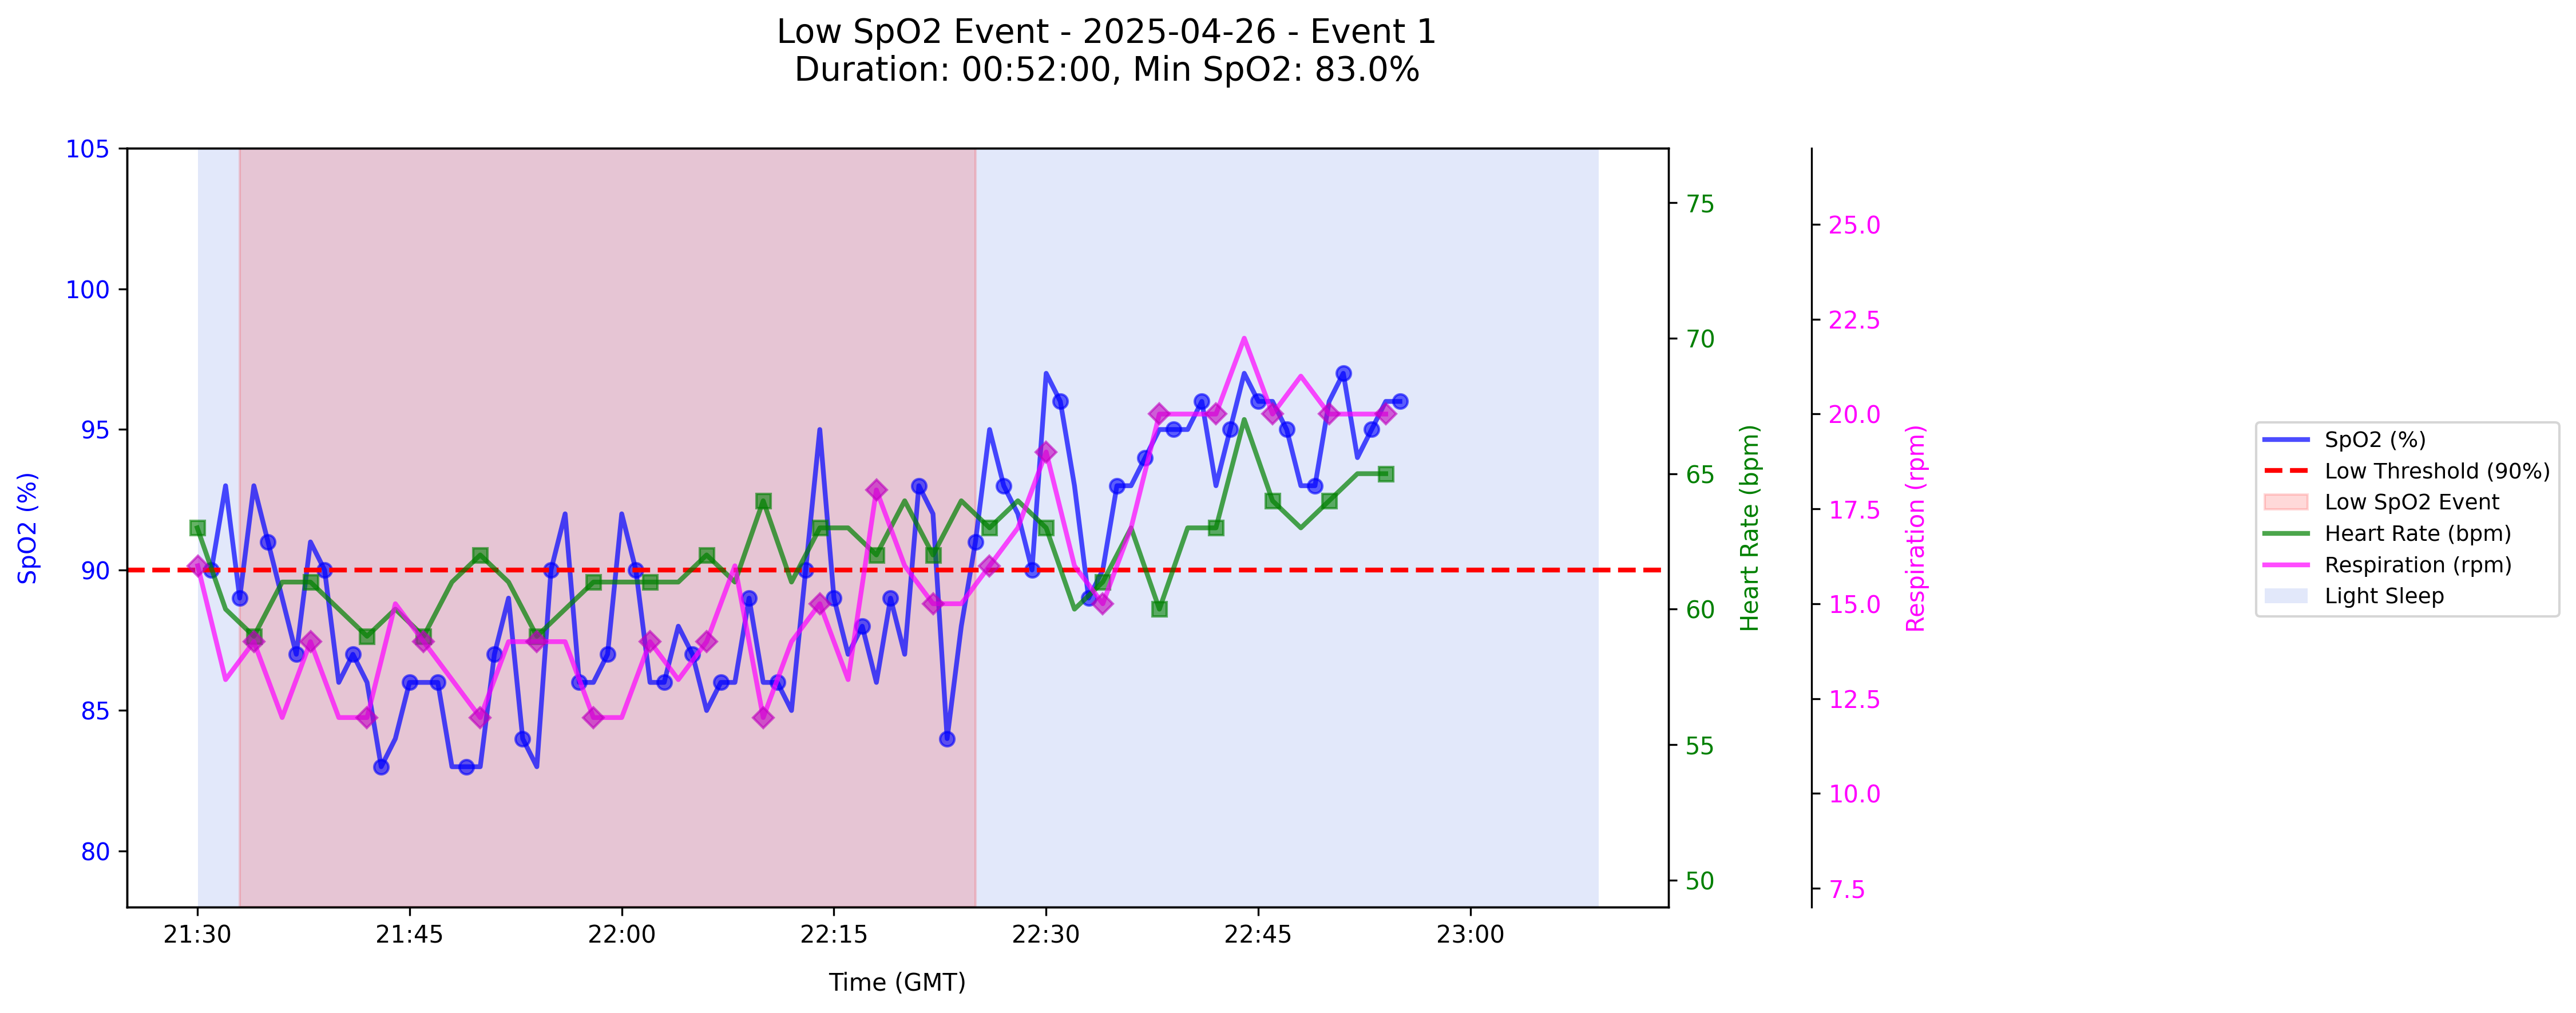 Low SpO2 Event - 2025-04-26 - Event 1
Duration: 00:52:00, Min SpO2: 83.0%
105
100
95
90
85
80
SpO2 (%)
21:30
21:45
22:00
22:15
22:30
22:45
23:00
Time (GMT)
75
70
65
60
55
50
Heart Rate (bpm)
25.0
22.5
20.0
17.5
15.0
12.5
10.0
7.5
Respiration (rpm)
SpO2 (%)
Low Threshold (90%)
Low SpO2 Event
Heart Rate (bpm)
Respiration (rpm)
Light Sleep